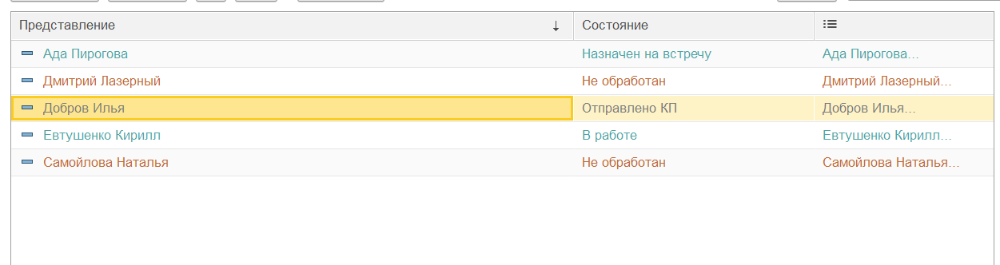 Представление ↓ Состояние
Ада Пирогова Назначен на встречу Ада Пирогова...
Дмитрий Лазерный Не обработан Дмитрий Лазерный...
Добров Илья Отправлено КП Добров Илья...
Евтушенко Кирилл В работе Евтушенко Кирилл...
Самойлова Наталья Не обработан Самойлова Наталья...